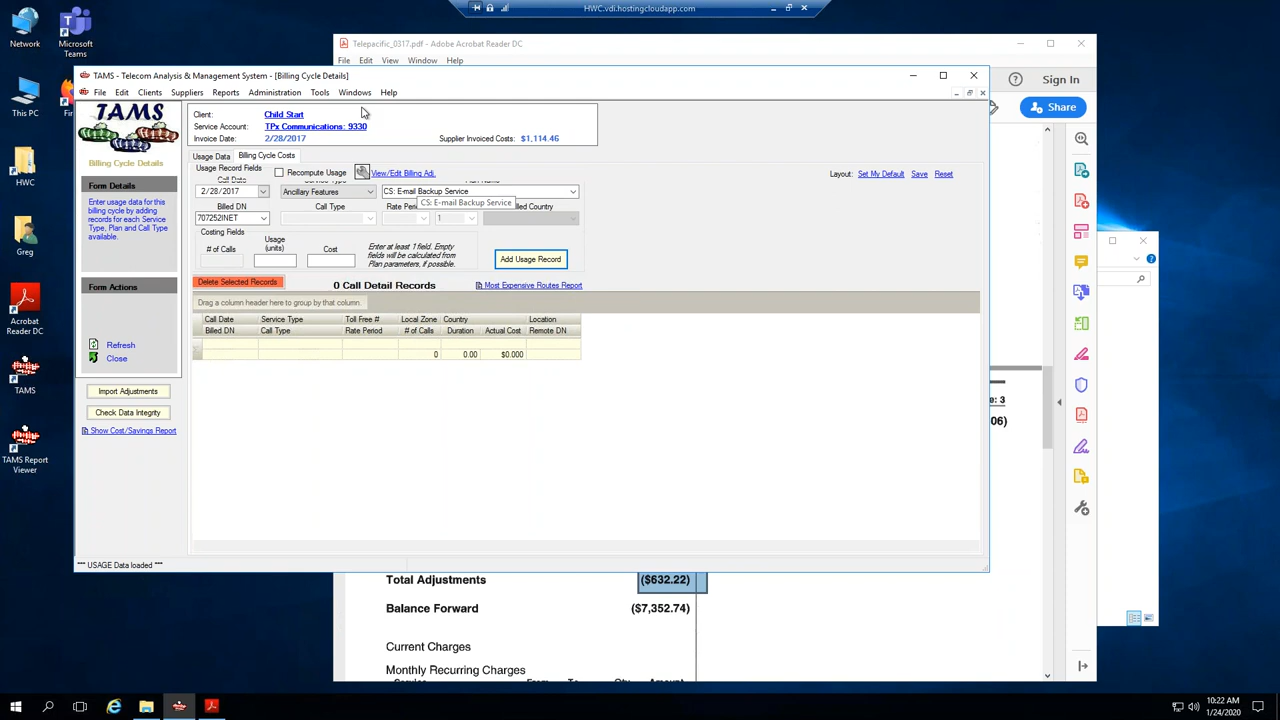 HWC.vdi.hostingcloudapp.com
Network
Microsoft Teams
Telepacific_0317.pdf - Adobe Acrobat Reader DC
File Edit View Window Help
Sign In
Share
TAMS - Telecom Analysis & Management System - [Billing Cycle Details]
File Edit Clients Suppliers Reports Administration Tools Windows Help
This PC
HWC
Greg
Acrobat Reader DC
TAMS
TAMS Report Viewer
TAMS
Billing Cycle Details
Form Details
Enter usage data for this
billing cycle by adding
records for each Service
Type, Plan and Call Type
available.
Form Actions
Refresh
Close
Import Adjustments
Check Data Integrity
Show Cost/Savings Report
Client: Child Start
Service Account: TPx Communications: 9330
Invoice Date: 2/28/2017 Supplier Invoiced Costs: $1,114.46
Usage Data Billing Cycle Costs
Usage Record Fields Recompute Usage View/Edit Billing Adj. Layout: Set My Default Save Reset
Call Date
2/28/2017 Ancillary Features CS: E-mail Backup Service
CS: E-mail Backup Service
Billed DN Call Type Rate Peri
707252INET 1
Costing Fields
# of Calls Usage (units) Cost
Enter at least 1 field. Empty
fields will be calculated from
Plan parameters, if possible.
Add Usage Record
Delete Selected Records 0 Call Detail Records Most Expensive Routes Report
Drag a column header here to group by that column.
Call Date Service Type Toll Free # Local Zone Country Location
Billed DN Call Type Rate Period # of Calls Duration Actual Cost Remote DN
0 0.00 $0.000
*** USAGE Data loaded ***
e: 3
06)
Total Adjustments ($632.22)
Balance Forward ($7,352.74)
Current Charges
Monthly Recurring Charges
Service From To Qty Amount
10:22 AM
1/24/2020